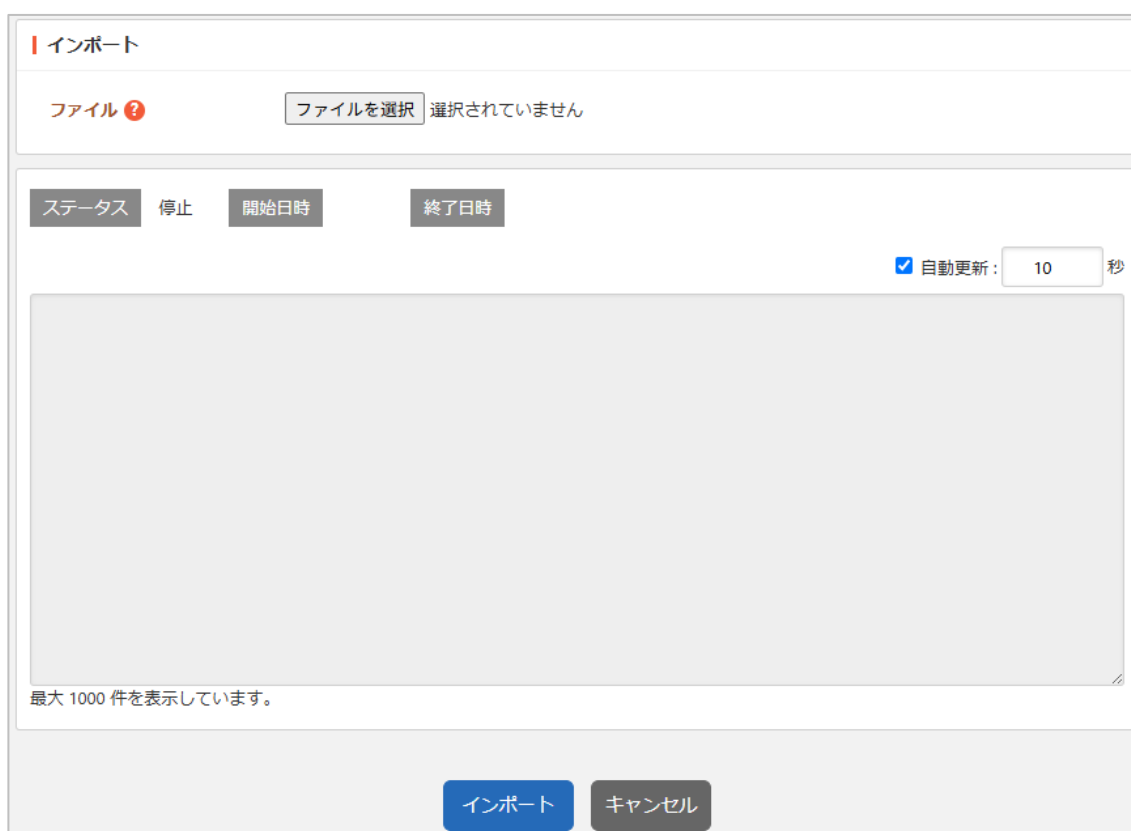 インポート
ファイル ?
ファイルを選択 選択されていません
ステータス 停止 開始日時 終了日時
自動更新 : 10 秒
最大 1000 件を表示しています。
インポート キャンセル